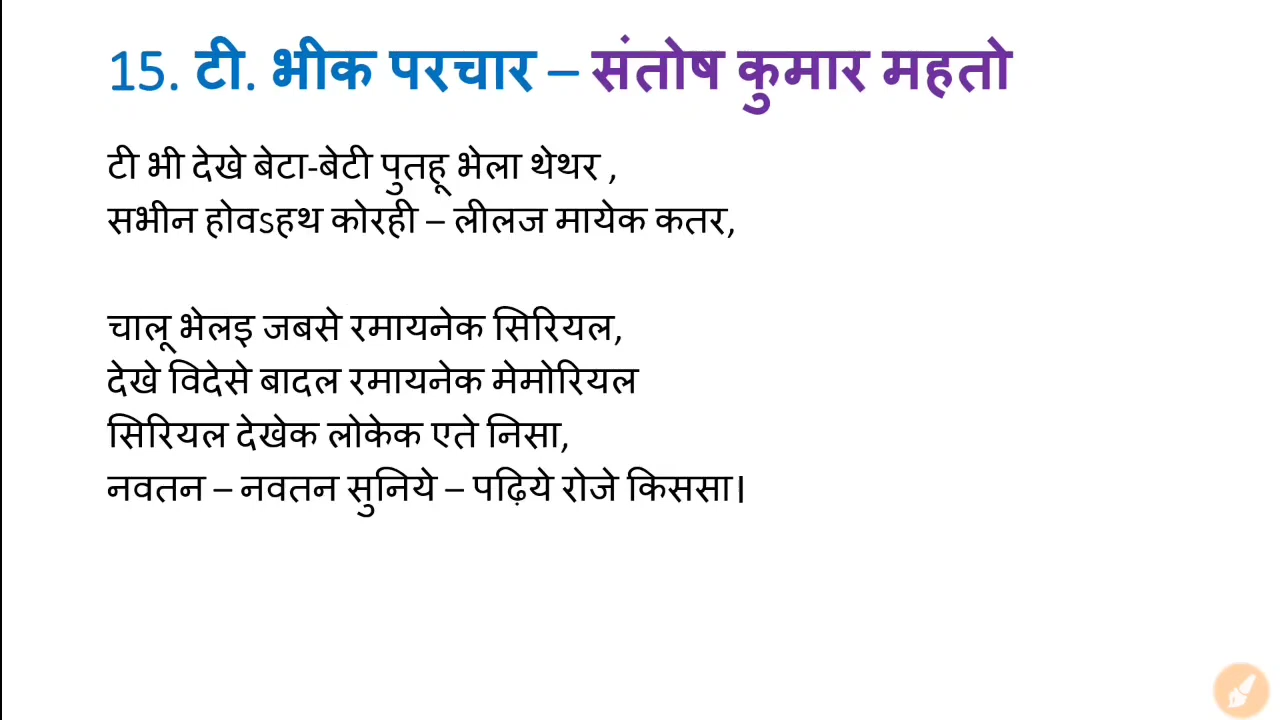 15. टी. भीक परचार – संतोष कुमार महतो
टी भी देखे बेटा-बेटी पुतहू भेला थेथर ,
सभीन होवऽहथ कोरही – लीलज मायेक कतर,
चालू भेलइ जबसे रमायनेक सिरियल,
देखे विदेसे बादल रमायनेक मेमोरियल
सिरियल देखेक लोकेक एते निसा,
नवतन – नवतन सुनिये – पढ़िये रोजे किससा।